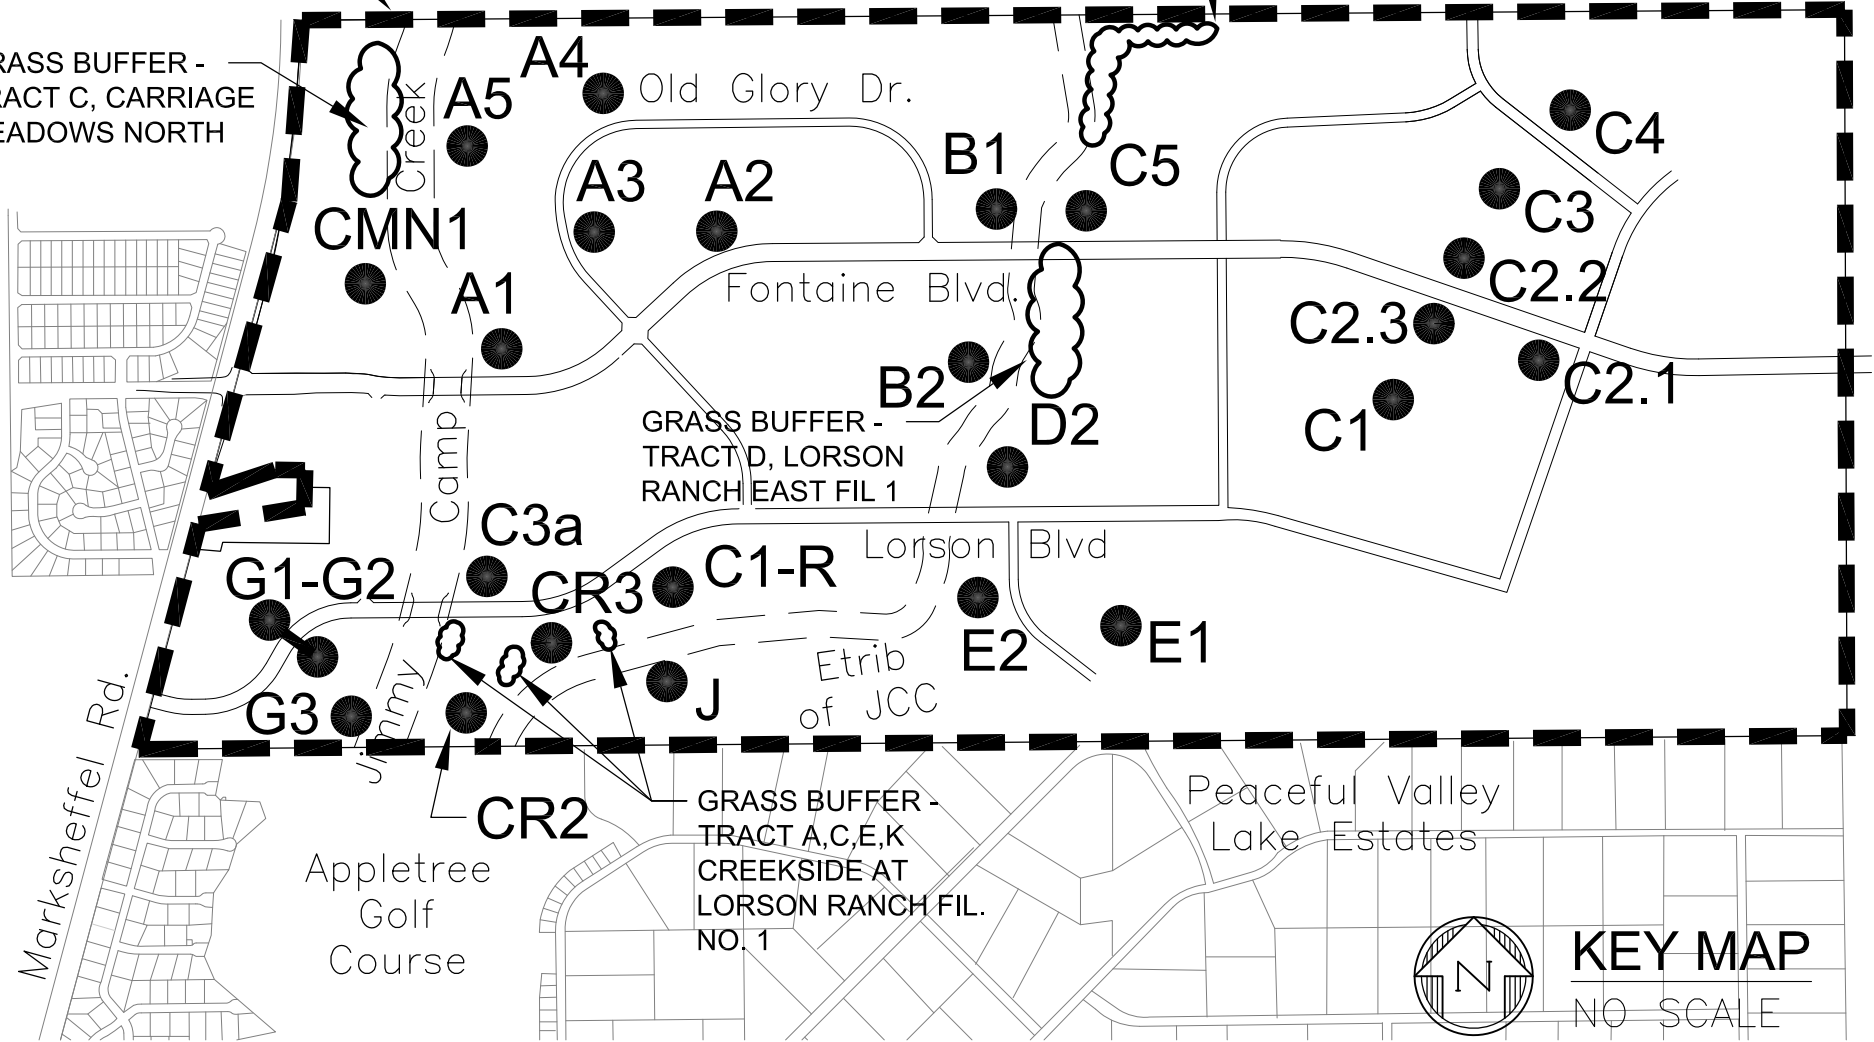 GRASS BUFFER -
TRACT C, CARRIAGE
MEADOWS NORTH
A4
A5
Old Glory Dr.
Creek
A3
A2
B1
C5
C4
C3
CMN1
A1
Fontaine Blvd.
C2.2
C2.3
B2
C2.1
C1
D2
GRASS BUFFER -
TRACT D, LORSON
RANCH EAST FIL 1
Camp
C3a
Lorson Blvd
G1-G2
CR3
C1-R
E2
E1
Etrib
of JCC
Jimmy
J
G3
Marksheffel Rd.
CR2
GRASS BUFFER -
TRACT A,C,E,K
CREEKSIDE AT
LORSON RANCH FIL.
NO. 1
Peaceful Valley
Lake Estates
Appletree
Golf
Course
N
KEY MAP
NO SCALE